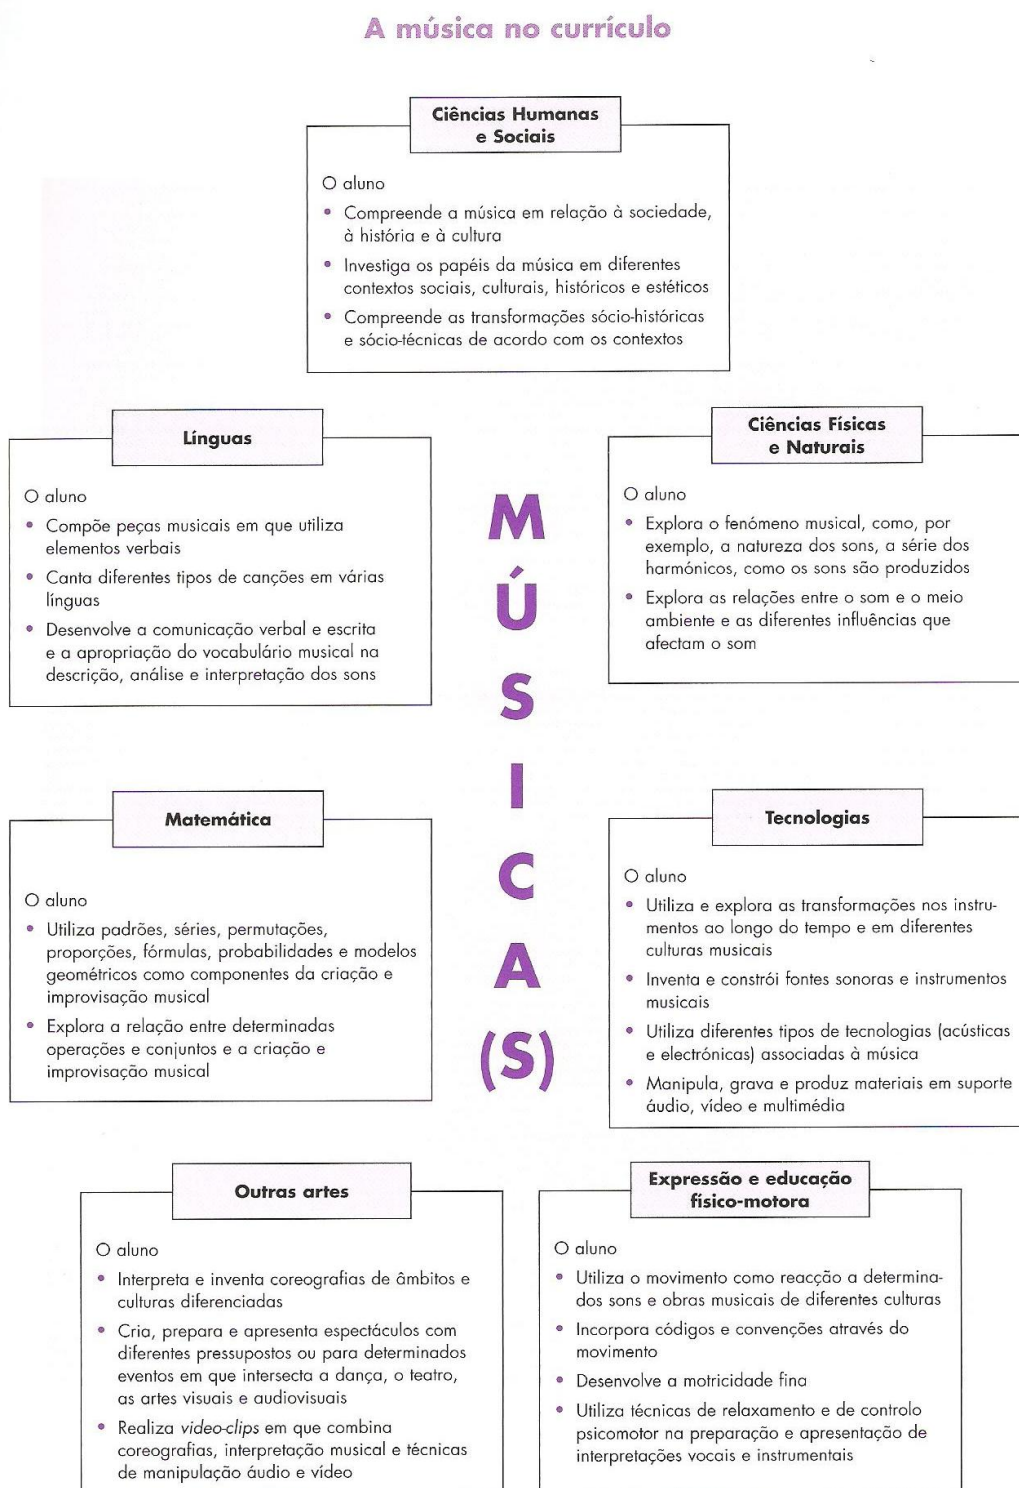 A música no currículo
Ciências Humanas
e Sociais
O aluno
• Compreende a música em relação à sociedade,
à história e à cultura
• Investiga os papéis da música em diferentes
contextos sociais, culturais, históricos e estéticos
• Compreende as transformações sócio-históricas
e sócio-técnicas de acordo com os contextos
Línguas
O aluno
• Compõe peças musicais em que utiliza
elementos verbais
• Canta diferentes tipos de canções em várias
línguas
• Desenvolve a comunicação verbal e escrita
e a apropriação do vocabulário musical na
descrição, análise e interpretação dos sons
Ciências Físicas
e Naturais
O aluno
• Explora o fenómeno musical, como, por
exemplo, a natureza dos sons, a série dos
harmónicos, como os sons são produzidos
• Explora as relações entre o som e o meio
ambiente e as diferentes influências que
afectam o som
M
Ú
S
I
C
A
(S)
Matemática
O aluno
• Utiliza padrões, séries, permutações,
proporções, fórmulas, probabilidades e modelos
geométricos como componentes da criação e
improvisação musical
• Explora a relação entre determinadas
operações e conjuntos e a criação e
improvisação musical
Tecnologias
O aluno
• Utiliza e explora as transformações nos instru-
mentos ao longo do tempo e em diferentes
culturas musicais
• Inventa e constrói fontes sonoras e instrumentos
musicais
• Utiliza diferentes tipos de tecnologias (acústicas
e electrónicas) associadas à música
• Manipula, grava e produz materiais em suporte
áudio, vídeo e multimédia
Outras artes
O aluno
• Interpreta e inventa coreografias de âmbitos e
culturas diferenciadas
• Cria, prepara e apresenta espectáculos com
diferentes pressupostos ou para determinados
eventos em que intersecta a dança, o teatro,
as artes visuais e audiovisuais
• Realiza video-clips em que combina
coreografias, interpretação musical e técnicas
de manipulação áudio e vídeo
Expressão e educação
físico-motora
O aluno
• Utiliza o movimento como reacção a determina-
dos sons e obras musicais de diferentes culturas
• Incorpora códigos e convenções através do
movimento
• Desenvolve a motricidade fina
• Utiliza técnicas de relaxamento e de controlo
psicomotor na preparação e apresentação de
interpretações vocais e instrumentais